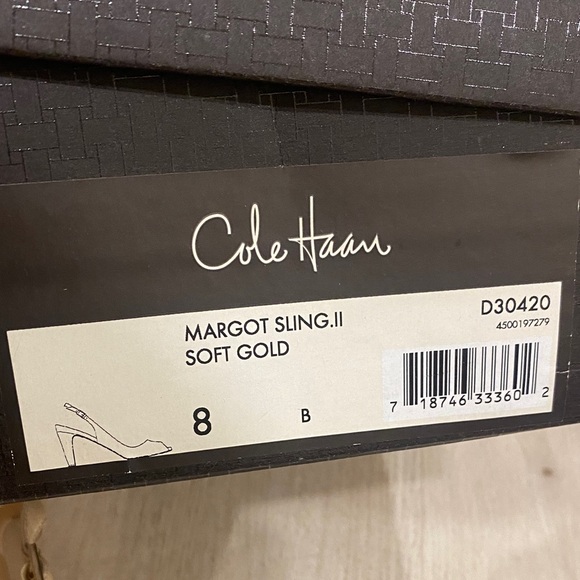 Cole Haan
MARGOT SLING.II
SOFT GOLD
D30420
4500197279
8 B
7 18746 33360 2